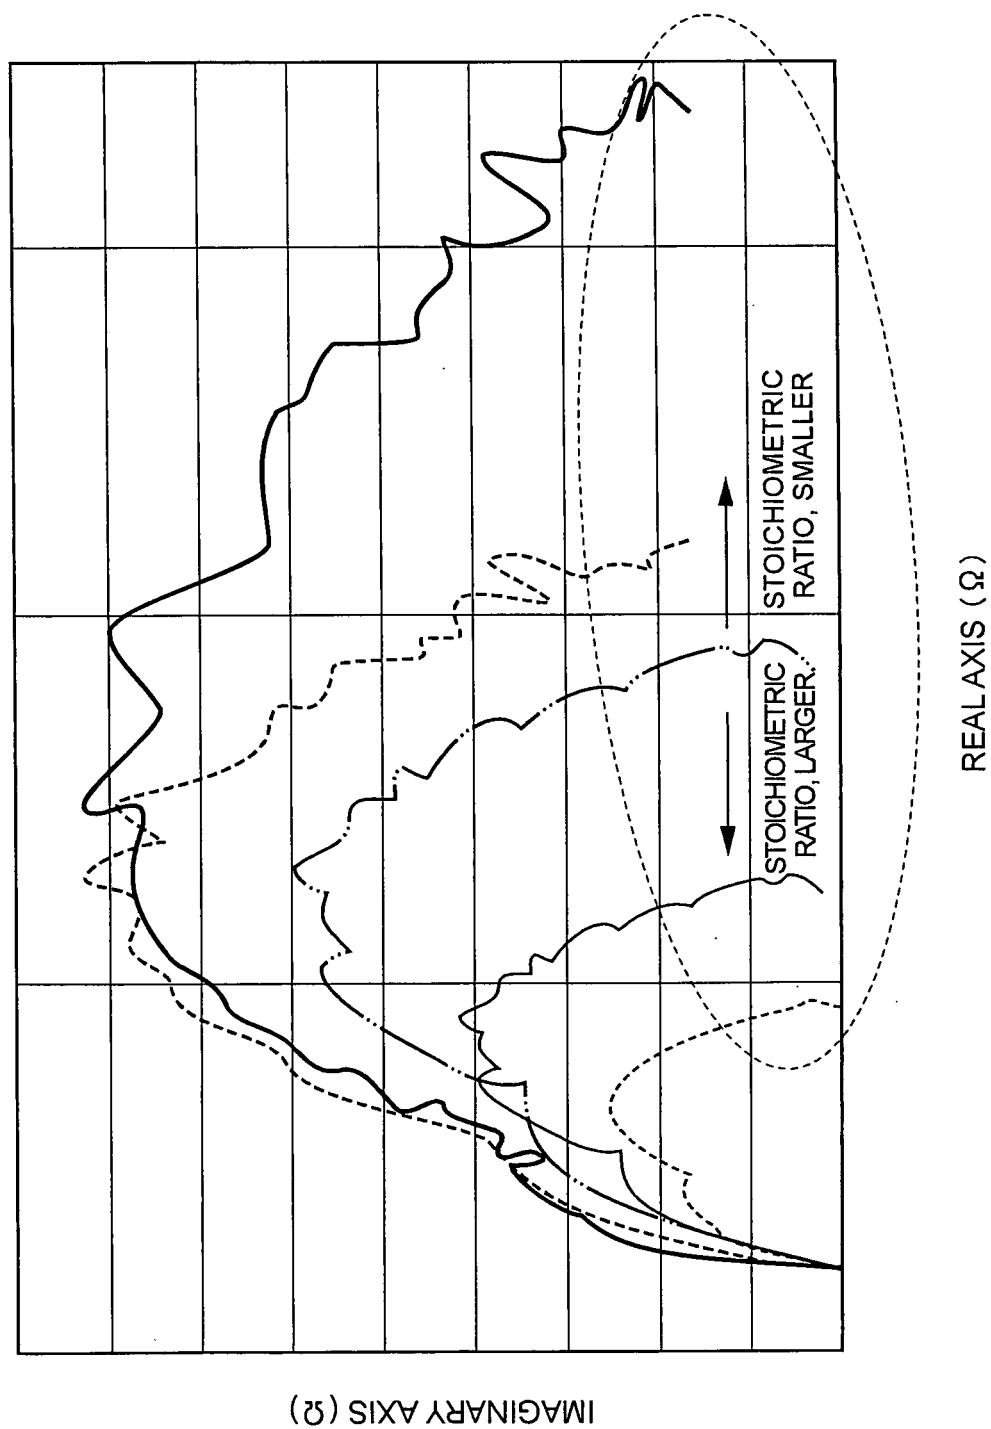 IMAGINARY AXIS (Ω)
STOICHIOMETRIC
RATIO, LARGER
STOICHIOMETRIC
RATIO, SMALLER
REAL AXIS (Ω)